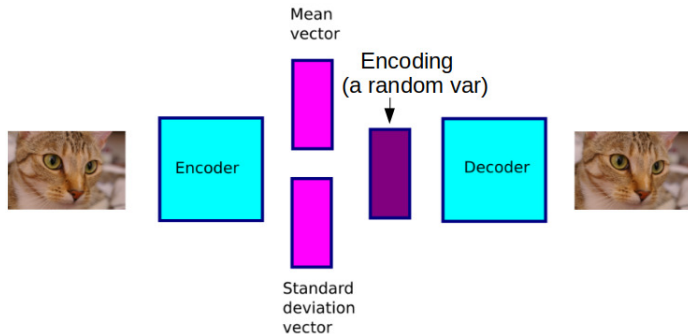 Mean
vector
Encoding
(a random var)
Encoder
Decoder
Standard
deviation
vector